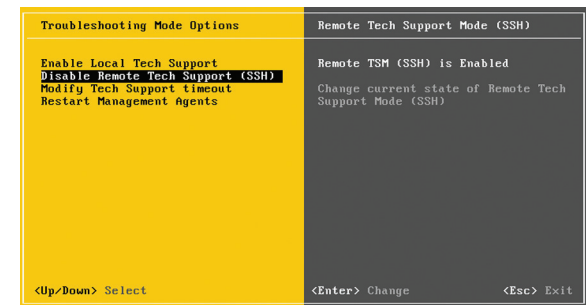 Troubleshooting Mode Options
Enable Local Tech Support
Disable Remote Tech Support (SSH)
Modify Tech Support timeout
Restart Management Agents
<Up/Down> Select
Remote Tech Support Mode (SSH)
Remote TSM (SSH) is Enabled
Change current state of Remote Tech
Support Mode (SSH)
<Enter> Change
<Esc> Exit